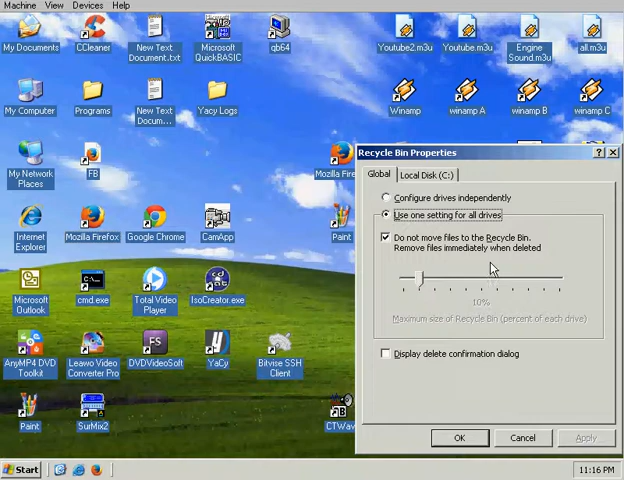 Machine View Devices Help
My Documents
CCleaner
New Text
Document.txt
Microsoft
QuickBASIC
qb64
Youtube2.m3u
Youtube.m3u
Engine
Sound.m3u
all.m3u
My Computer
Programs
New Text
Docum...
Yacy Logs
Winamp
winamp A
winamp B
winamp C
My Network
Places
FB
Internet
Explorer
Mozilla Firefox
Google Chrome
CamApp
Paint
Microsoft
Outlook
cmd.exe
Total Video
Player
IsoCreator.exe
AnyMP4 DVD
Toolkit
Leawo Video
Converter Pro
DVDVideoSoft
YaCy
Bitvise SSH
Client
Paint
SurMix2
CTWav
Recycle Bin Properties
Global
Local Disk (C:)
Configure drives independently
Use one setting for all drives
Do not move files to the Recycle Bin.
Remove files immediately when deleted
10%
Maximum size of Recycle Bin (percent of each drive)
Display delete confirmation dialog
OK
Cancel
Apply
Start
11:16 PM